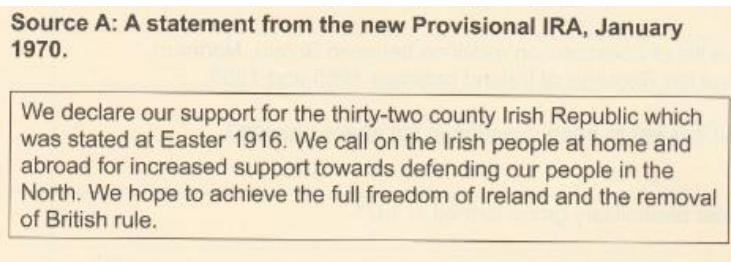 Source A: A statement from the new Provisional IRA, January
1970.
We declare our support for the thirty-two county Irish Republic which
was stated at Easter 1916. We call on the Irish people at home and
abroad for increased support towards defending our people in the
North. We hope to achieve the full freedom of Ireland and the removal
of British rule.